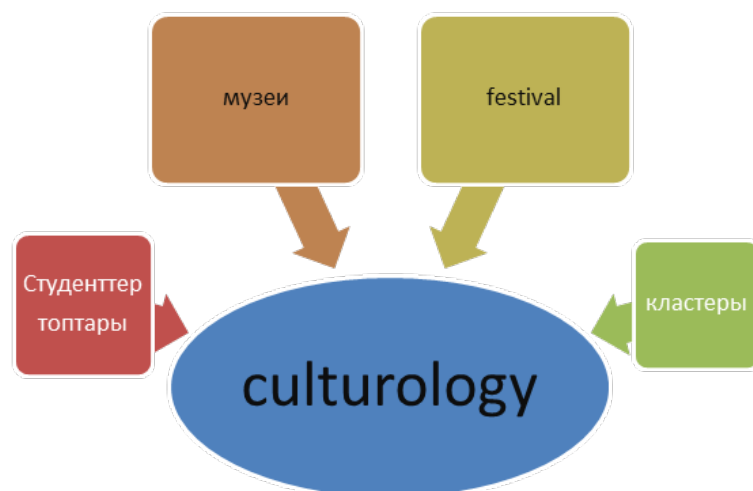 музеи
festival
Студенттер
топтары
кластеры
culturology